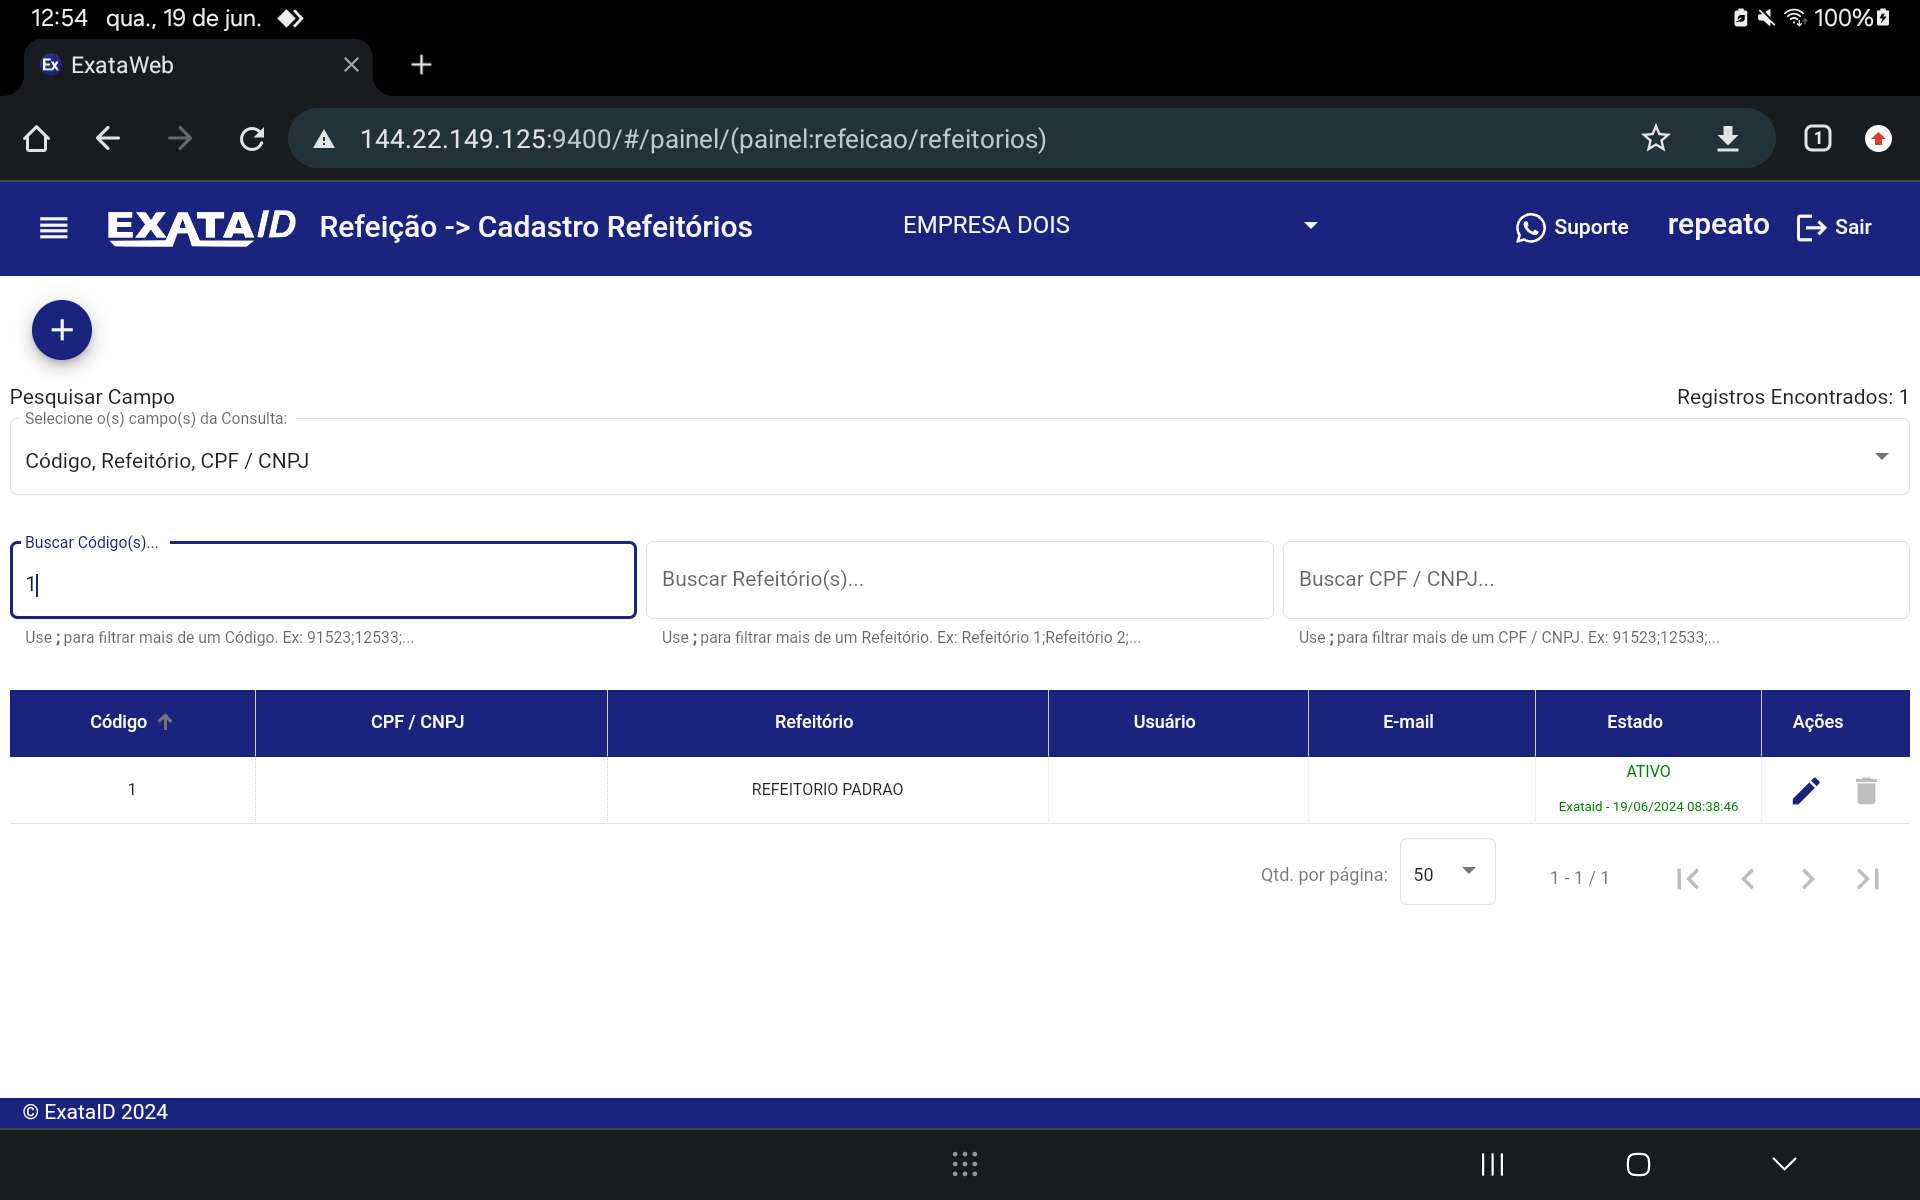 12:54 qua., 19 de jun. 100%
Ex ExataWeb
144.22.149.125:9400/#/painel/(painel:refeicao/refeitorios) 1
EXATAID Refeição -> Cadastro Refeitórios EMPRESA DOIS Suporte repeato Sair
Pesquisar Campo Registros Encontrados: 1
Selecione o(s) campo(s) da Consulta:
Código, Refeitório, CPF / CNPJ
Buscar Código(s)...
1 Buscar Refeitório(s)... Buscar CPF / CNPJ...
Use ; para filtrar mais de um Código. Ex: 91523;12533;... Use ; para filtrar mais de um Refeitório. Ex: Refeitório 1;Refeitório 2;... Use ; para filtrar mais de um CPF / CNPJ. Ex: 91523;12533;...
Código CPF / CNPJ Refeitório Usuário E-mail Estado Ações
1 REFEITORIO PADRAO ATIVO
Exataid - 19/06/2024 08:38:46
Qtd. por página: 50 1 - 1 / 1
© ExataID 2024